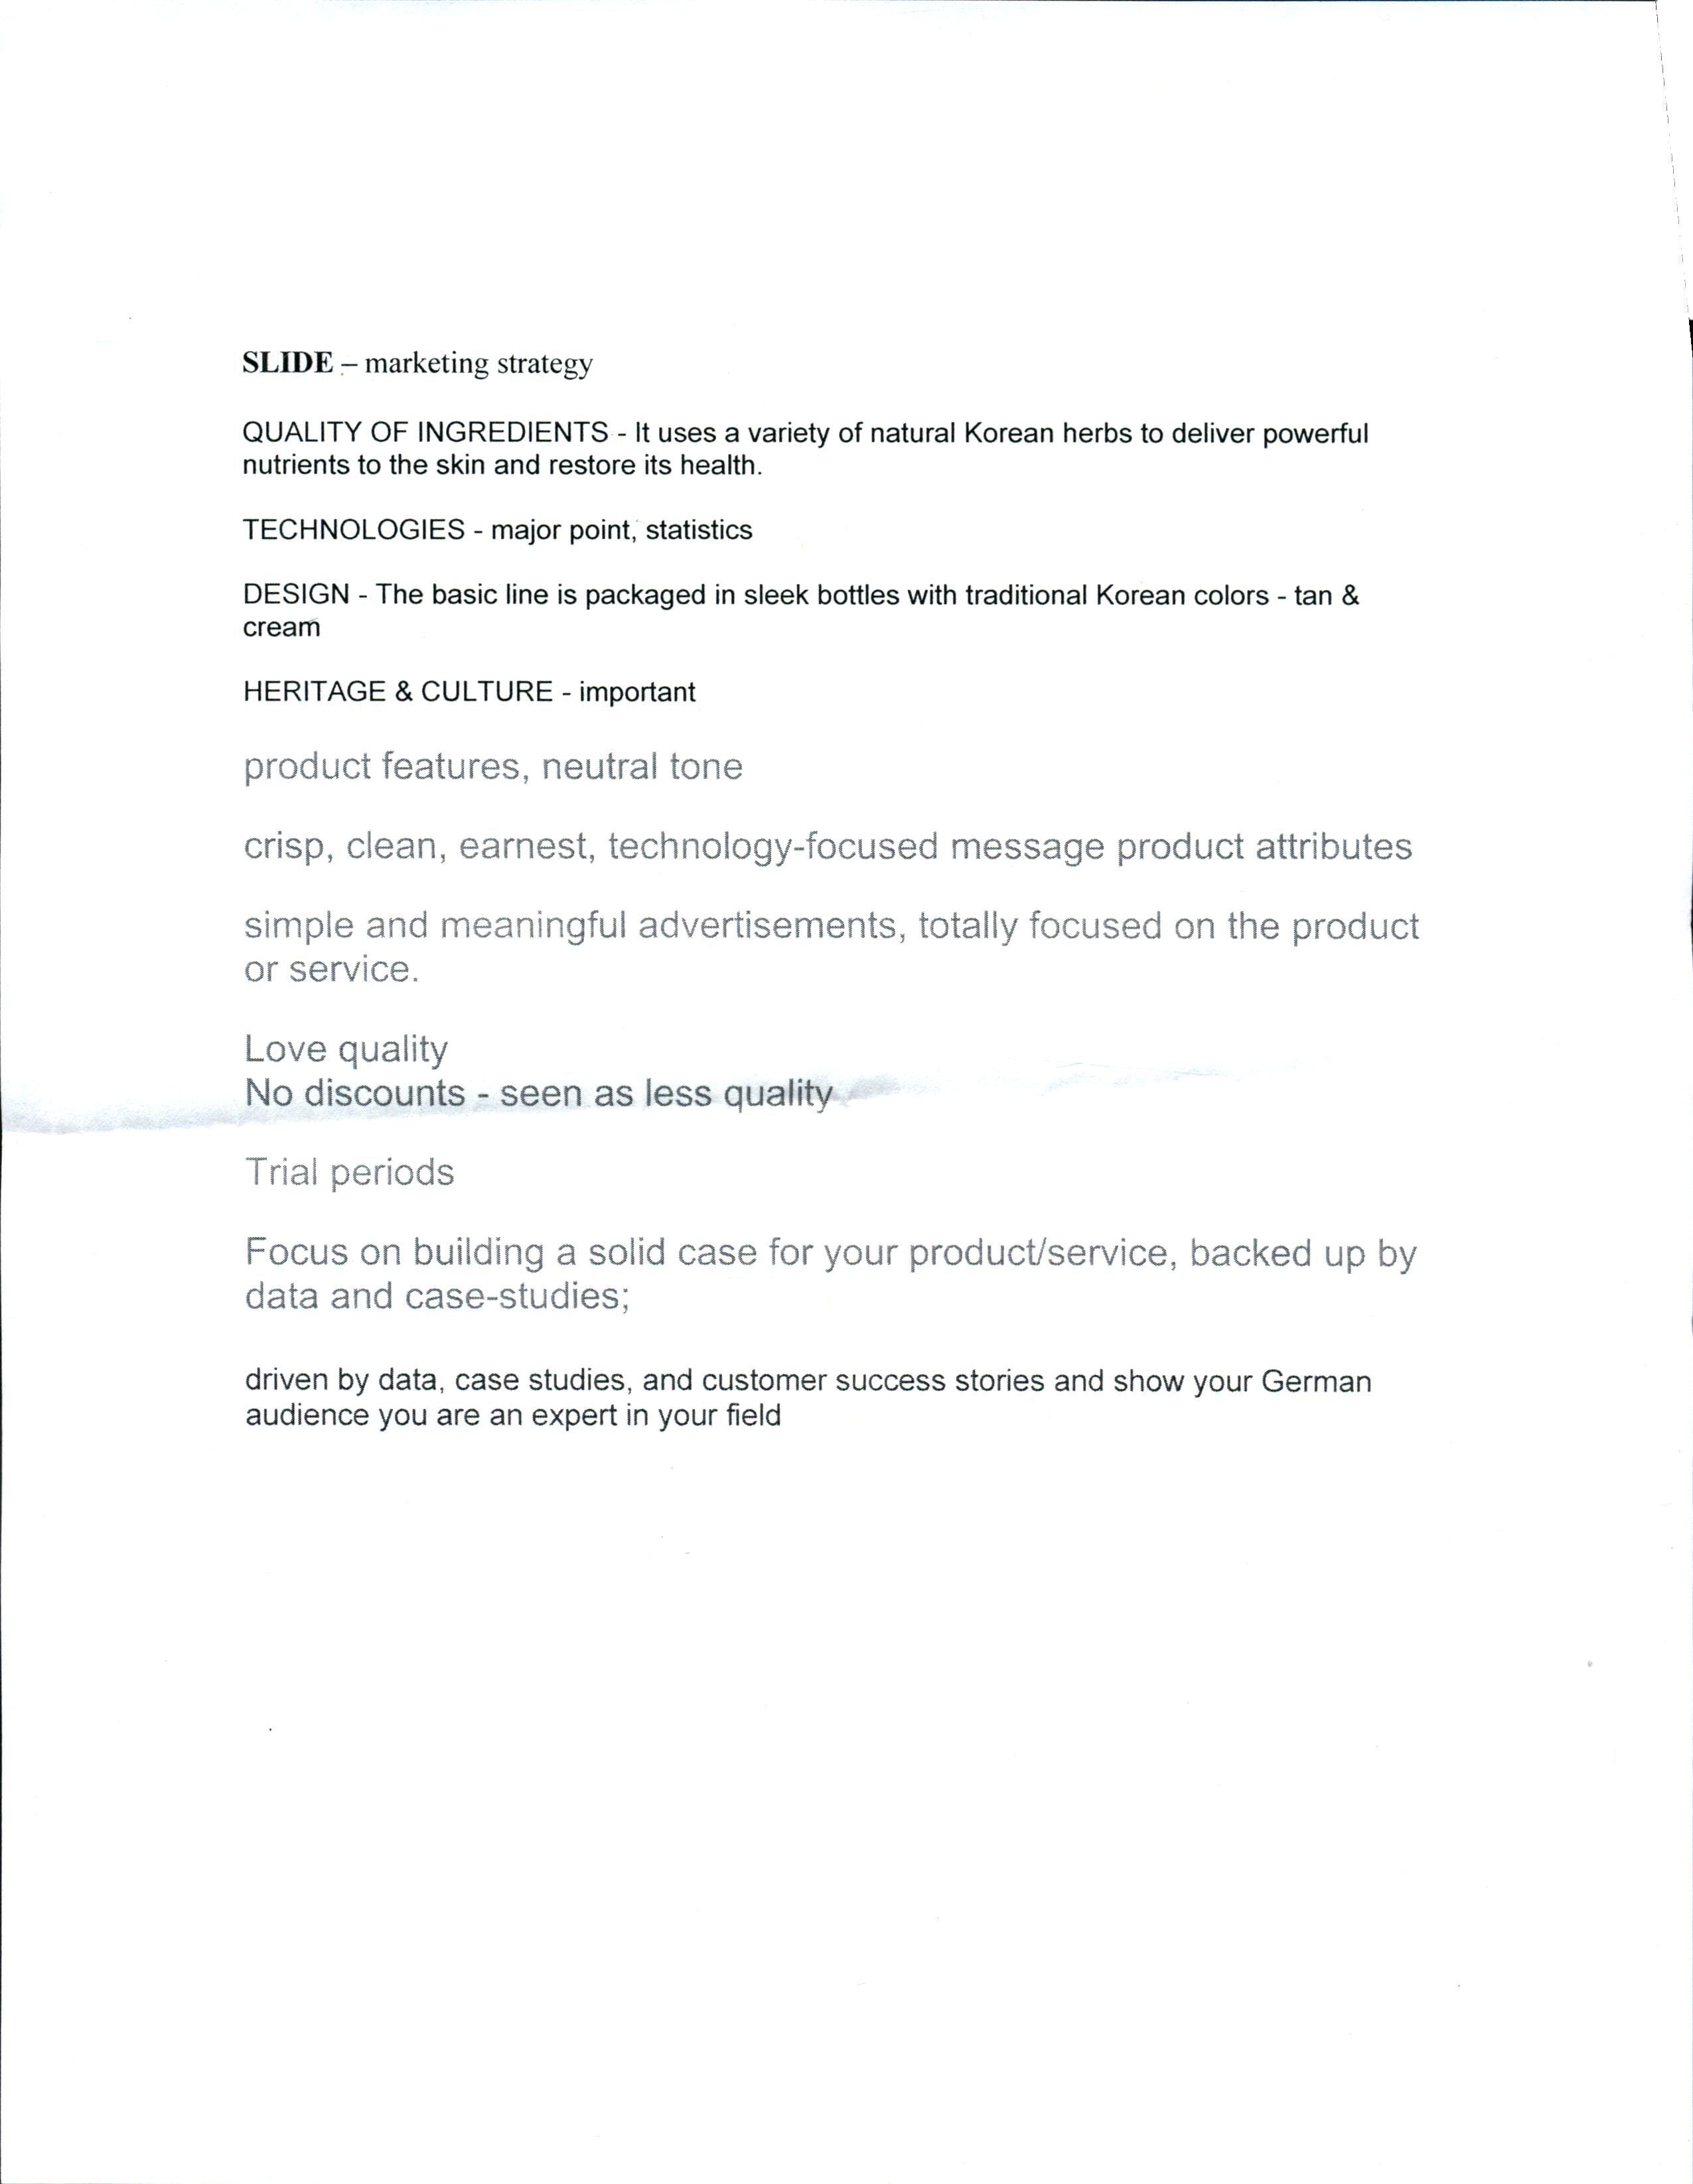 SLIDE – marketing strategy
QUALITY OF INGREDIENTS - It uses a variety of natural Korean herbs to deliver powerful
nutrients to the skin and restore its health.
TECHNOLOGIES - major point, statistics
DESIGN - The basic line is packaged in sleek bottles with traditional Korean colors - tan &
cream
HERITAGE & CULTURE - important
product features, neutral tone
crisp, clean, earnest, technology-focused message product attributes
simple and meaningful advertisements, totally focused on the product
or service.
Love quality
No discounts - seen as less quality
Trial periods
Focus on building a solid case for your product/service, backed up by
data and case-studies;
driven by data, case studies, and customer success stories and show your German
audience you are an expert in your field